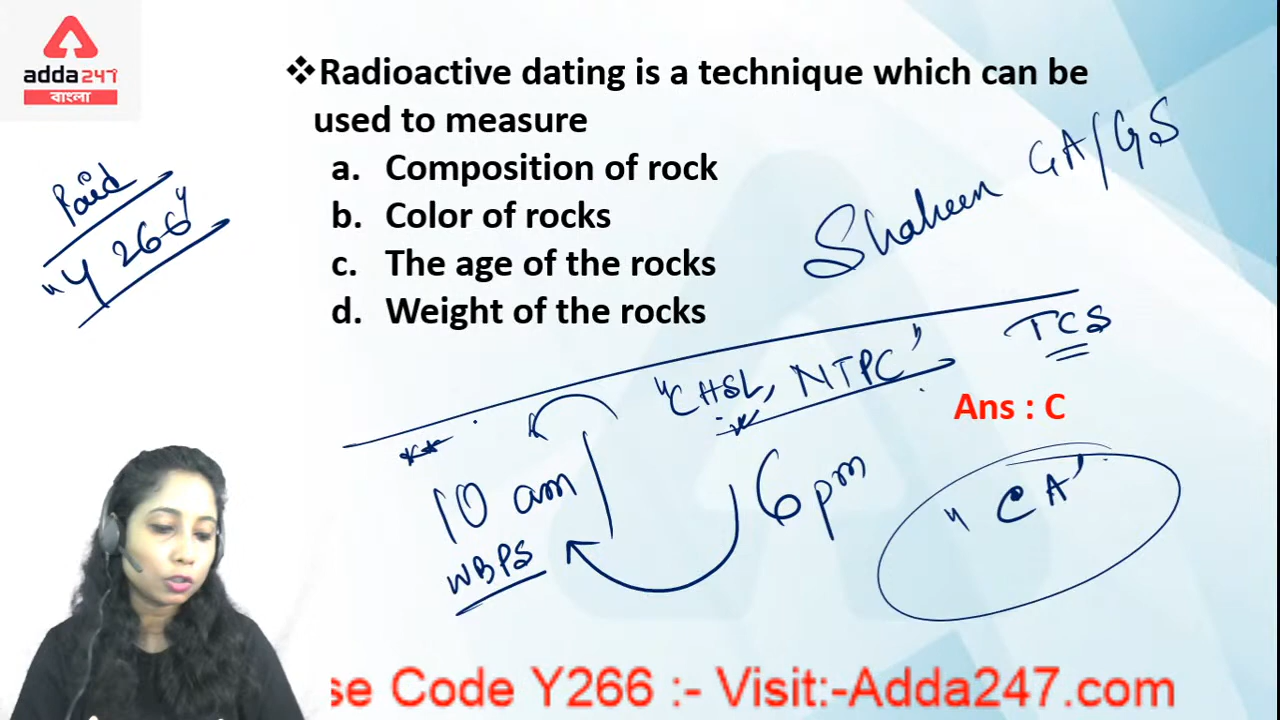 adda247
বাংলা
❖Radioactive dating is a technique which can be
used to measure
a. Composition of rock
b. Color of rocks
c. The age of the rocks
d. Weight of the rocks
Paid
"Y 266"
Shaheen GA/GS
"CHSL, NTPC"
TCS
Ans : C
10 am
6 pm
WBPS
"CA"
se Code Y266 :- Visit:-Adda247.com